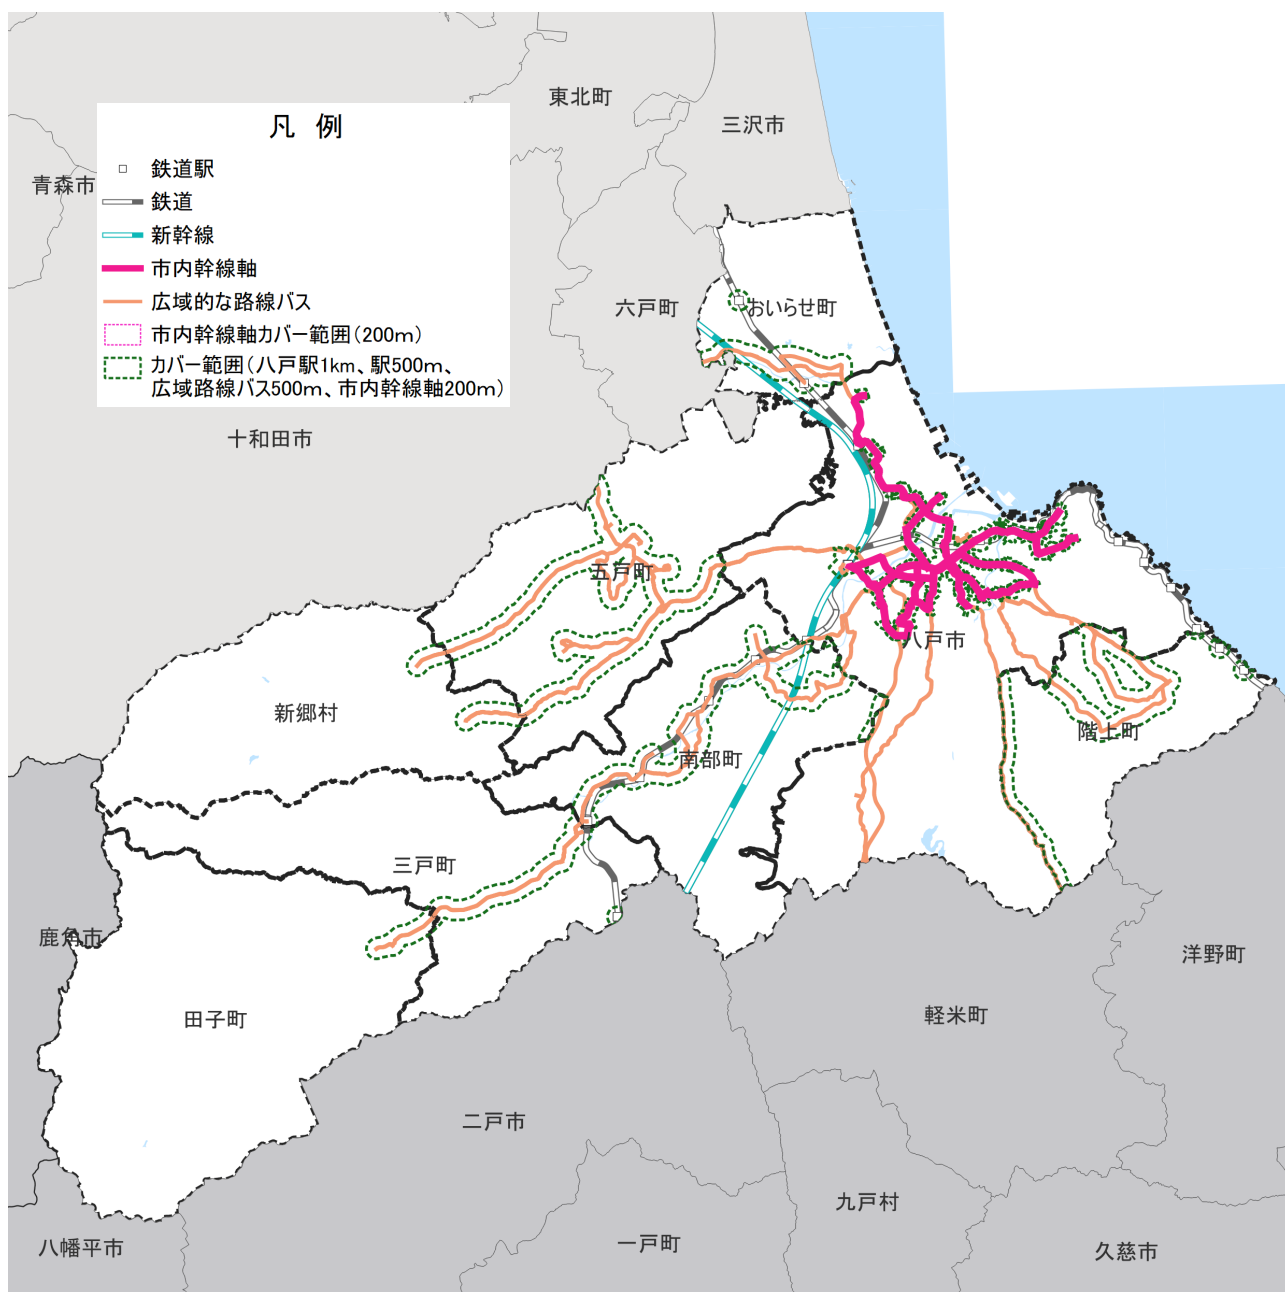 東北町
三沢市
凡 例
鉄道駅
青森市
鉄道
新幹線
市内幹線軸
広域的な路線バス
六戸町
おいらせ町
市内幹線軸カバー範囲(200m)
カバー範囲(八戸駅1km、駅500m、
広域路線バス500m、市内幹線軸200m)
十和田市
五戸町
八戸市
新郷村
階上町
南部町
三戸町
鹿角市
洋野町
田子町
軽米町
二戸市
九戸村
八幡平市
一戸町
久慈市